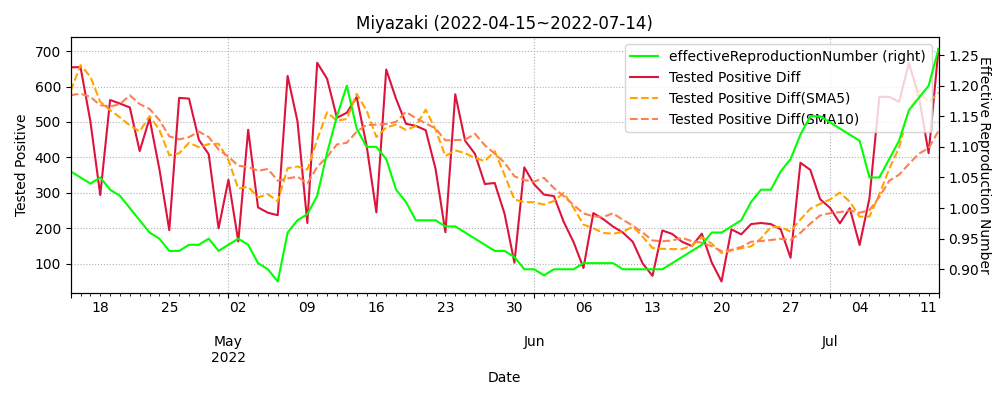 Miyazaki (2022-04-15~2022-07-14)
effectiveReproductionNumber (right)
Tested Positive Diff
Tested Positive Diff(SMA5)
Tested Positive Diff(SMA10)
Tested Positive
700
600
500
400
300
200
100
1.25
1.20
1.15
1.10
1.05
1.00
0.95
0.90
Effective Reproduction Number
18 25 02 09 16 23 30 06 13 20 27 04 11
May Jun Jul
2022
Date